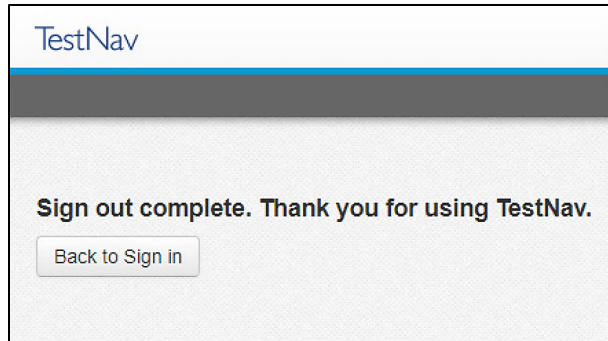 TestNav
Sign out complete. Thank you for using TestNav.
Back to Sign in